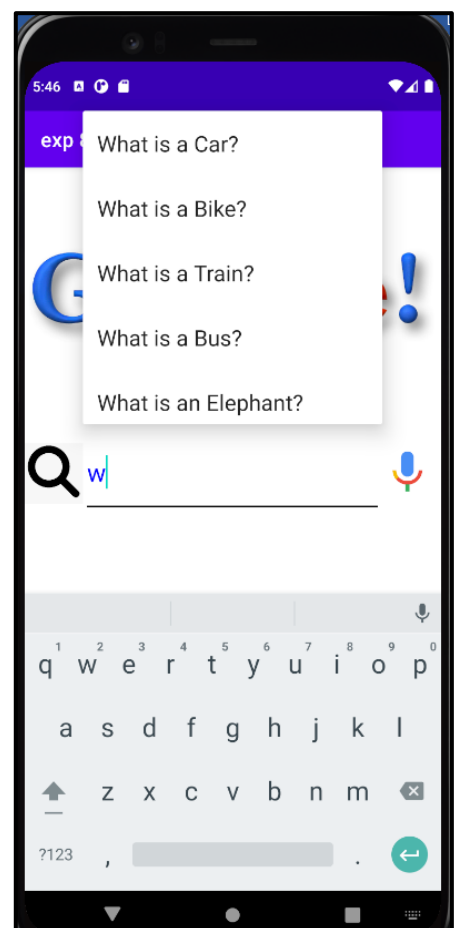 5:46
exp 8
What is a Car?
What is a Bike?
What is a Train?
What is a Bus?
What is an Elephant?
G e!
w
1 2 3 4 5 6 7 8 9 0
q w e r t y u i o p
a s d f g h j k l
z x c v b n m
?123 , .